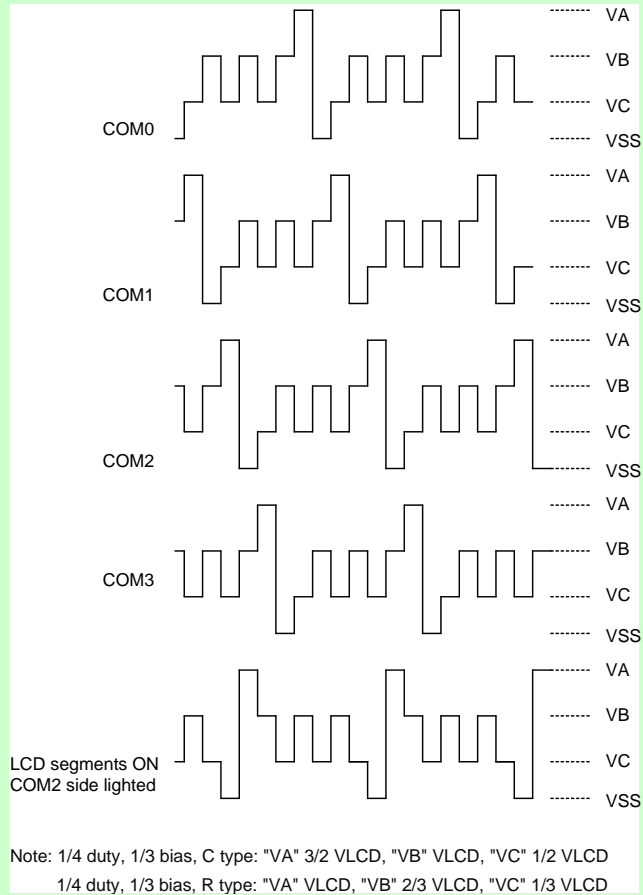 VA
VB
VC
COM0
VSS
VA
VB
VC
COM1
VSS
VA
VB
VC
COM2
VSS
VA
VB
COM3
VC
VSS
VA
VB
VC
LCD segments ON
COM2 side lighted
VSS
Note: 1/4 duty, 1/3 bias, C type: "VA" 3/2 VLCD, "VB" VLCD, "VC" 1/2 VLCD
1/4 duty, 1/3 bias, R type: "VA" VLCD, "VB" 2/3 VLCD, "VC" 1/3 VLCD